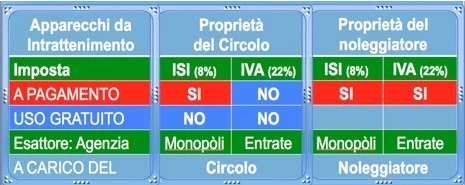 Apparecchi da Intrattenimento Proprietà del Circolo Proprietà del noleggiatore
Imposta ISI (8%) IVA (22%) ISI (8%) IVA (22%)
A PAGAMENTO SI NO SI SI
USO GRATUITO NO NO
Esattore: Agenzia Monopòli Entrate Monopòli Entrate
A CARICO DEL Circolo Noleggiatore